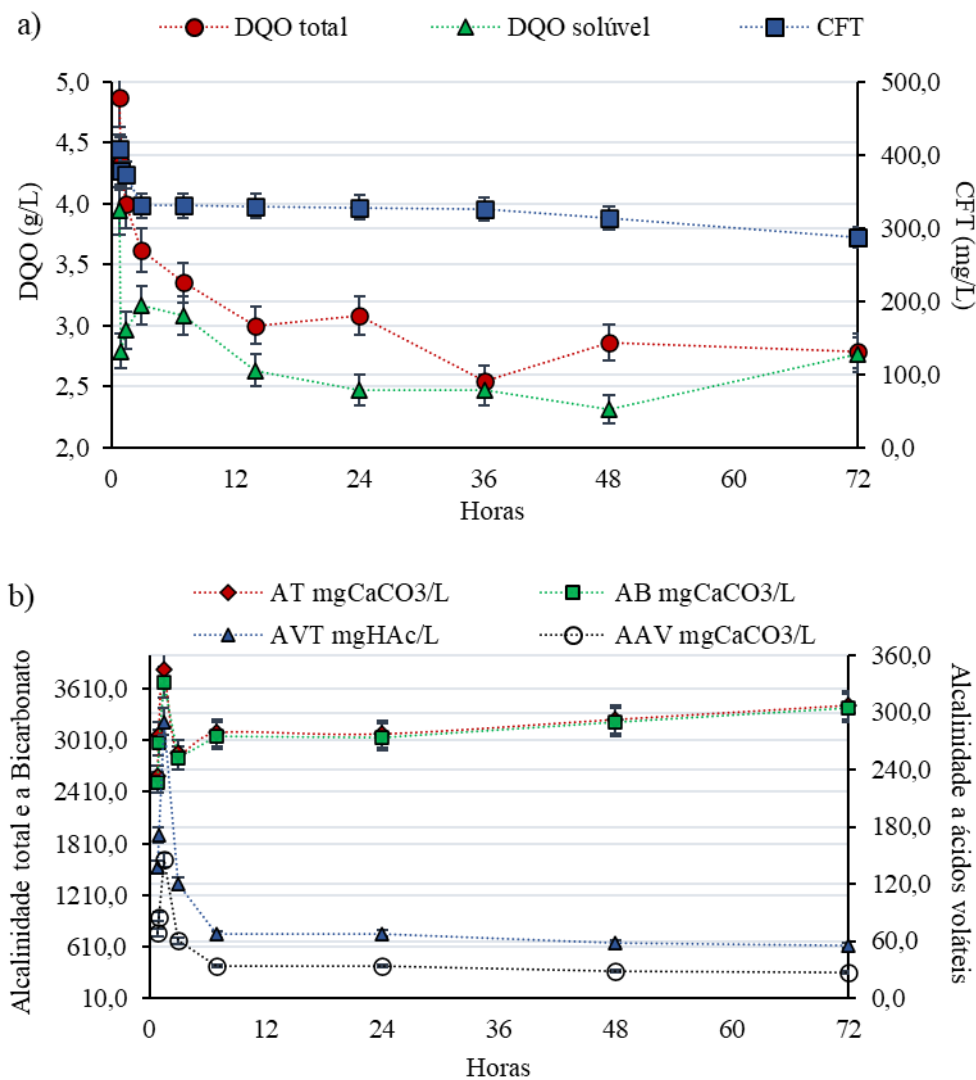 a)
DQO total DQO solúvel CFT
5,0
4,5
4,0
3,5
3,0
2,5
2,0
DQO (g/L)
500,0
400,0
300,0
200,0
100,0
0,0
CFT (mg/L)
0 12 24 36 48 60 72
Horas
b)
AT mgCaCO3/L AB mgCaCO3/L
AVT mgHAc/L AAV mgCaCO3/L
3610,0
3010,0
2410,0
1810,0
1210,0
610,0
10,0
Alcalinidade total e a Bicarbonato
360,0
300,0
240,0
180,0
120,0
60,0
0,0
Alcalinidade a ácidos voláteis
0 12 24 36 48 60 72
Horas